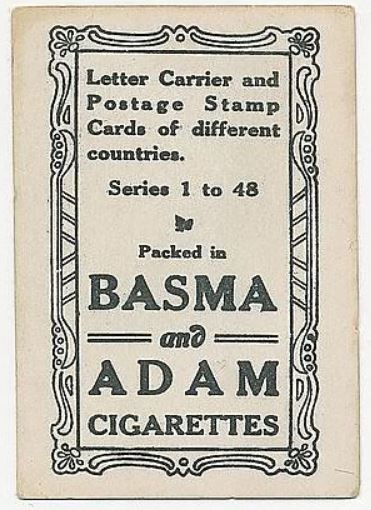 Letter Carrier and
Postage Stamp
Cards of different
countries.
Series 1 to 48
Packed in
BASMA
and
ADAM
CIGARETTES